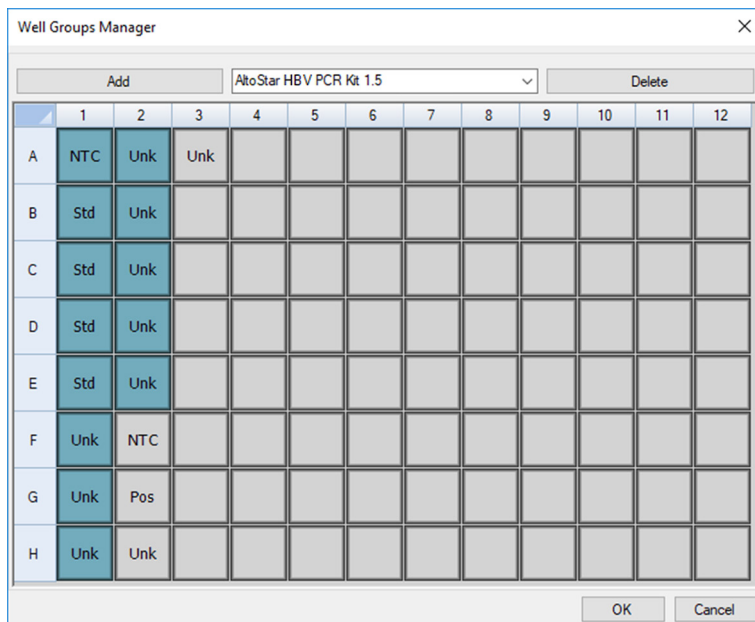 Well Groups Manager
Add AltoStar HBV PCR Kit 1.5 Delete
1 2 3 4 5 6 7 8 9 10 11 12
A NTC Unk Unk
B Std Unk
C Std Unk
D Std Unk
E Std Unk
F Unk NTC
G Unk Pos
H Unk Unk
OK Cancel